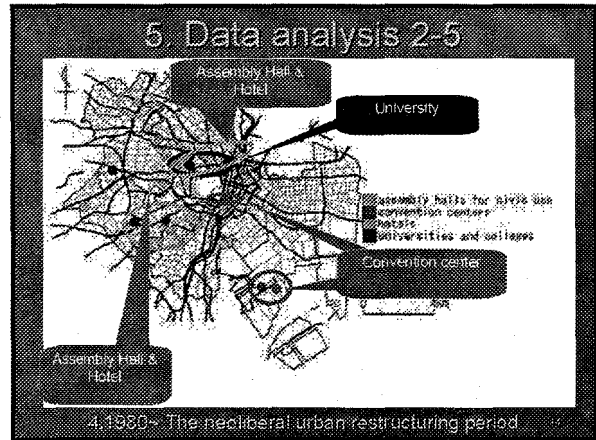 5. Data analysis 2-5
Assembly Hall &
Hotel
University
assembly halls for civic use
convention centers
hotels
universities and colleges
Convention center
Assembly Hall &
Hotel
4.1980~ The neoliberal urban restructuring period